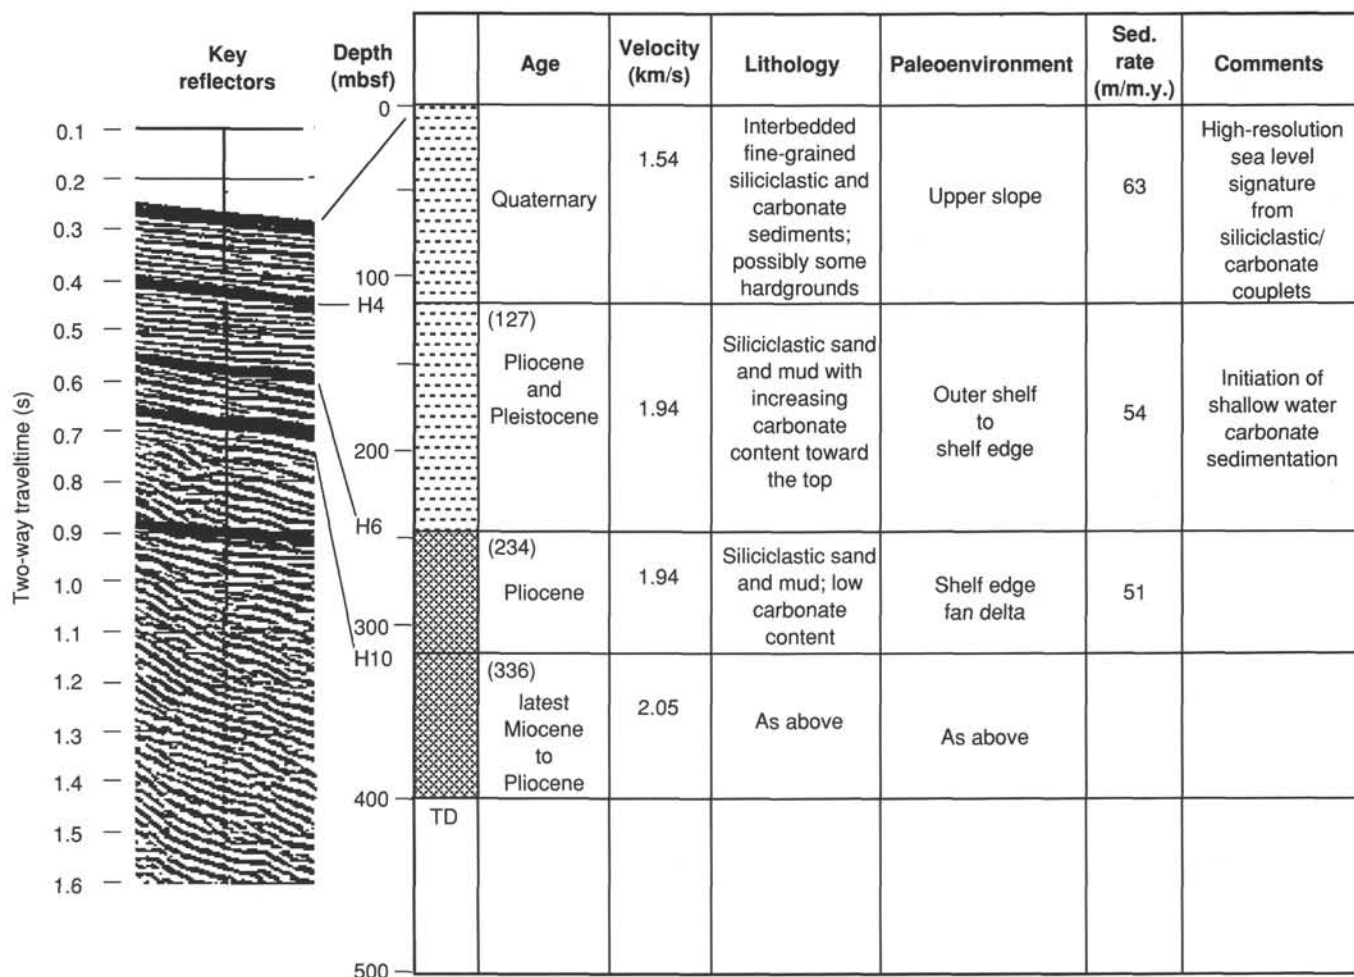 Key
reflectors
Depth
(mbsf)
Age
Velocity
(km/s)
Lithology
Paleoenvironment
Sed.
rate
(m/m.y.)
Comments
Two-way traveltime (s)
0.1
0.2
0.3
0.4
0.5
0.6
0.7
0.8
0.9
1.0
1.1
1.2
1.3
1.4
1.5
1.6
H4
H6
H10
0
100
200
300
400
500
TD
Quaternary
1.54
Interbedded
fine-grained
siliciclastic and
carbonate
sediments;
possibly some
hardgrounds
Upper slope
63
High-resolution
sea level
signature
from
siliciclastic/
carbonate
couplets
(127)
Pliocene
and
Pleistocene
1.94
Siliciclastic sand
and mud with
increasing
carbonate
content toward
the top
Outer shelf
to
shelf edge
54
Initiation of
shallow water
carbonate
sedimentation
(234)
Pliocene
1.94
Siliciclastic sand
and mud; low
carbonate
content
Shelf edge
fan delta
51
(336)
latest
Miocene
to
Pliocene
2.05
As above
As above